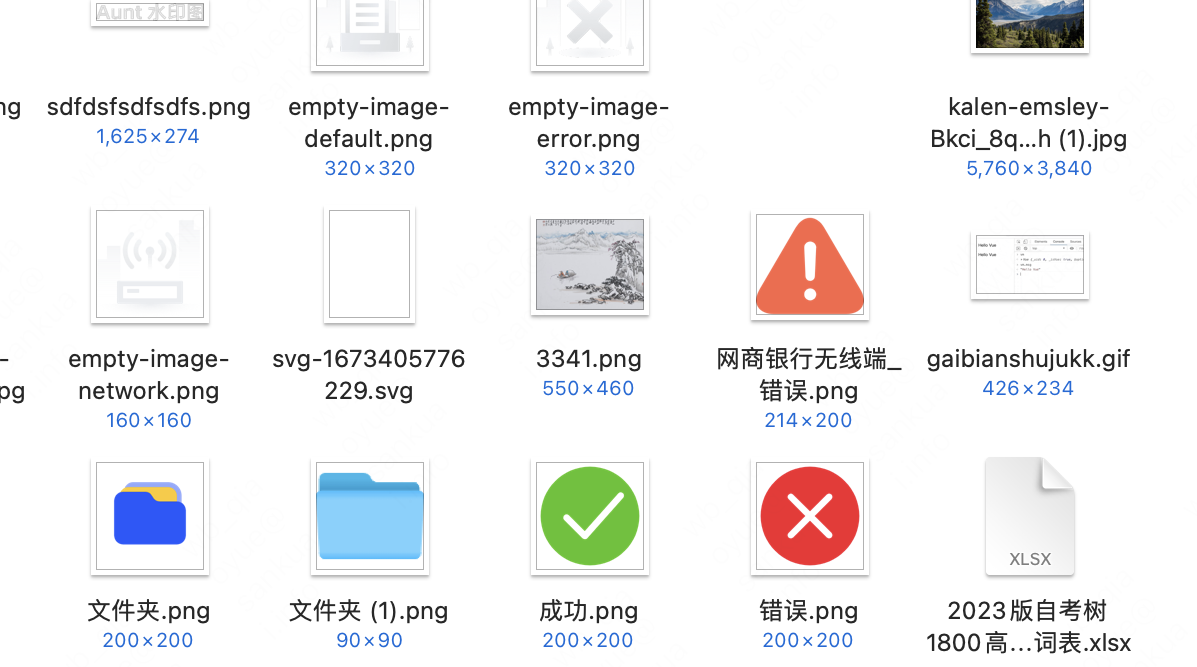 Aunt 水印图
ng
sdfdsfsdfsdfs.png
1,625×274
empty-image-
default.png
320×320
empty-image-
error.png
320×320
kalen-emsley-
Bkci_8q...h (1).jpg
5,760×3,840
-
pg
empty-image-
network.png
160×160
svg-1673405776
229.svg
3341.png
550×460
网商银行无线端_
错误.png
214×200
Hello Vue
Hello Vue
gaibianshujukk.gif
426×234
文件夹.png
200×200
文件夹 (1).png
90×90
成功.png
200×200
错误.png
200×200
XLSX
2023版自考树
1800高...词表.xlsx